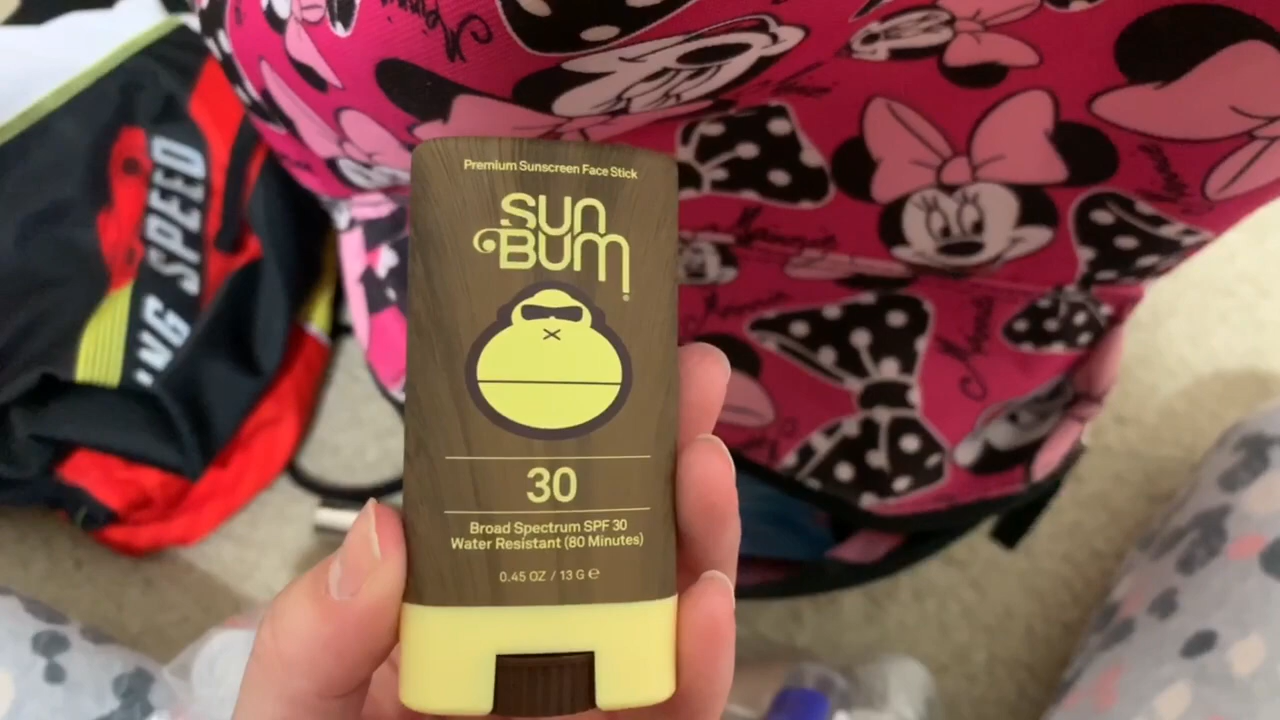 Premium Sunscreen Face Stick
SUN
BUM
30
Broad Spectrum SPF 30
Water Resistant (80 Minutes)
0.45 OZ / 13 G ℮
SPEED
Minnie